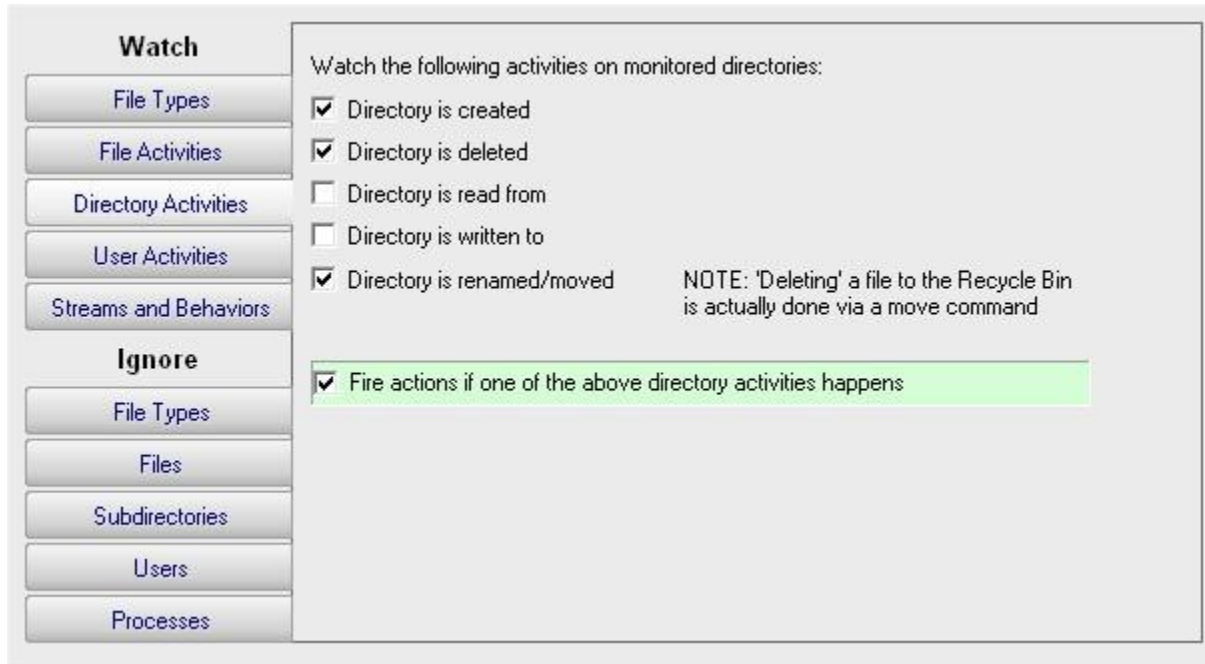 Watch
File Types
File Activities
Directory Activities
User Activities
Streams and Behaviors
Ignore
File Types
Files
Subdirectories
Users
Processes
Watch the following activities on monitored directories:
Directory is created
Directory is deleted
Directory is read from
Directory is written to
Directory is renamed/moved
NOTE: 'Deleting' a file to the Recycle Bin
is actually done via a move command
Fire actions if one of the above directory activities happens